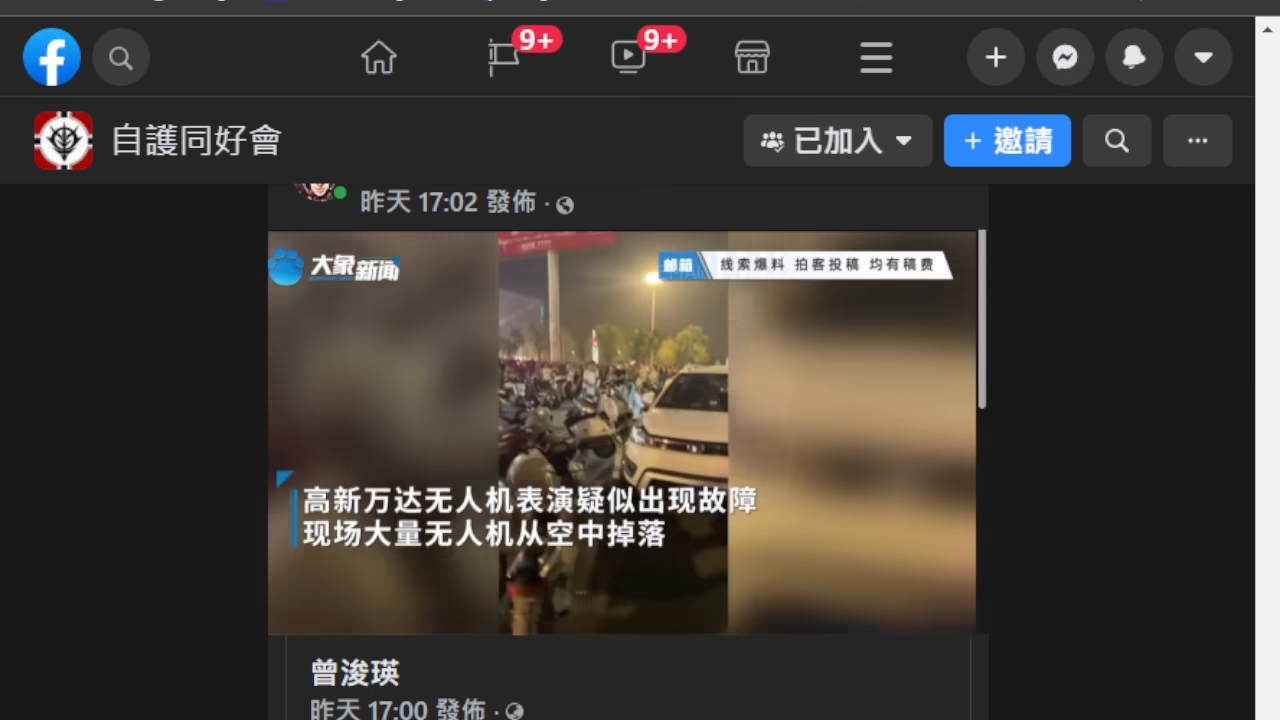 9+
9+
自護同好會
已加入
+ 邀請
昨天 17:02 發佈 ·
大象新闻
邮箱 线索爆料 拍客投稿 均有稿费
高新万达无人机表演疑似出现故障
现场大量无人机从空中掉落
曾浚瑛
昨天 17:00 發佈 ·